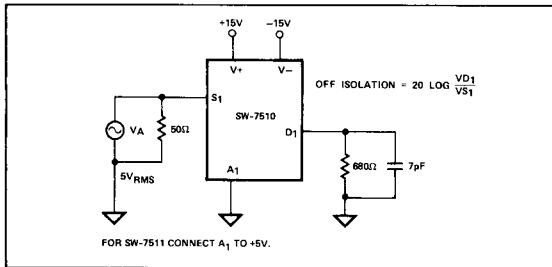 +15V
-15V
V+
V-
OFF ISOLATION = 20 LOG VD1
VS1
S1
SW-7510
VA
50Ω
D1
5VRMS
A1
680Ω
7pF
FOR SW-7511 CONNECT A1 TO +5V.